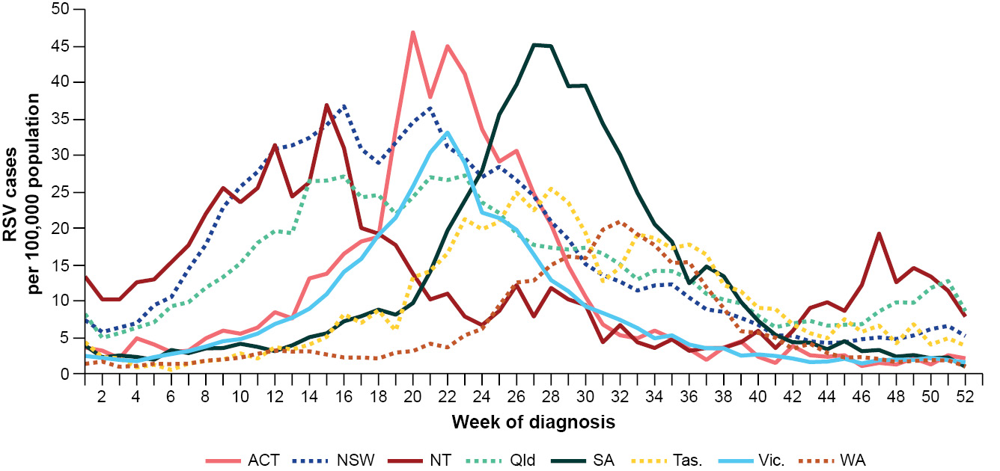 RSV cases
per 100,000 population
50
45
40
35
30
25
20
15
10
5
0
2 4 6 8 10 12 14 16 18 20 22 24 26 28 30 32 34 36 38 40 42 44 46 48 50 52
Week of diagnosis
ACT NSW NT Qld SA Tas. Vic. WA